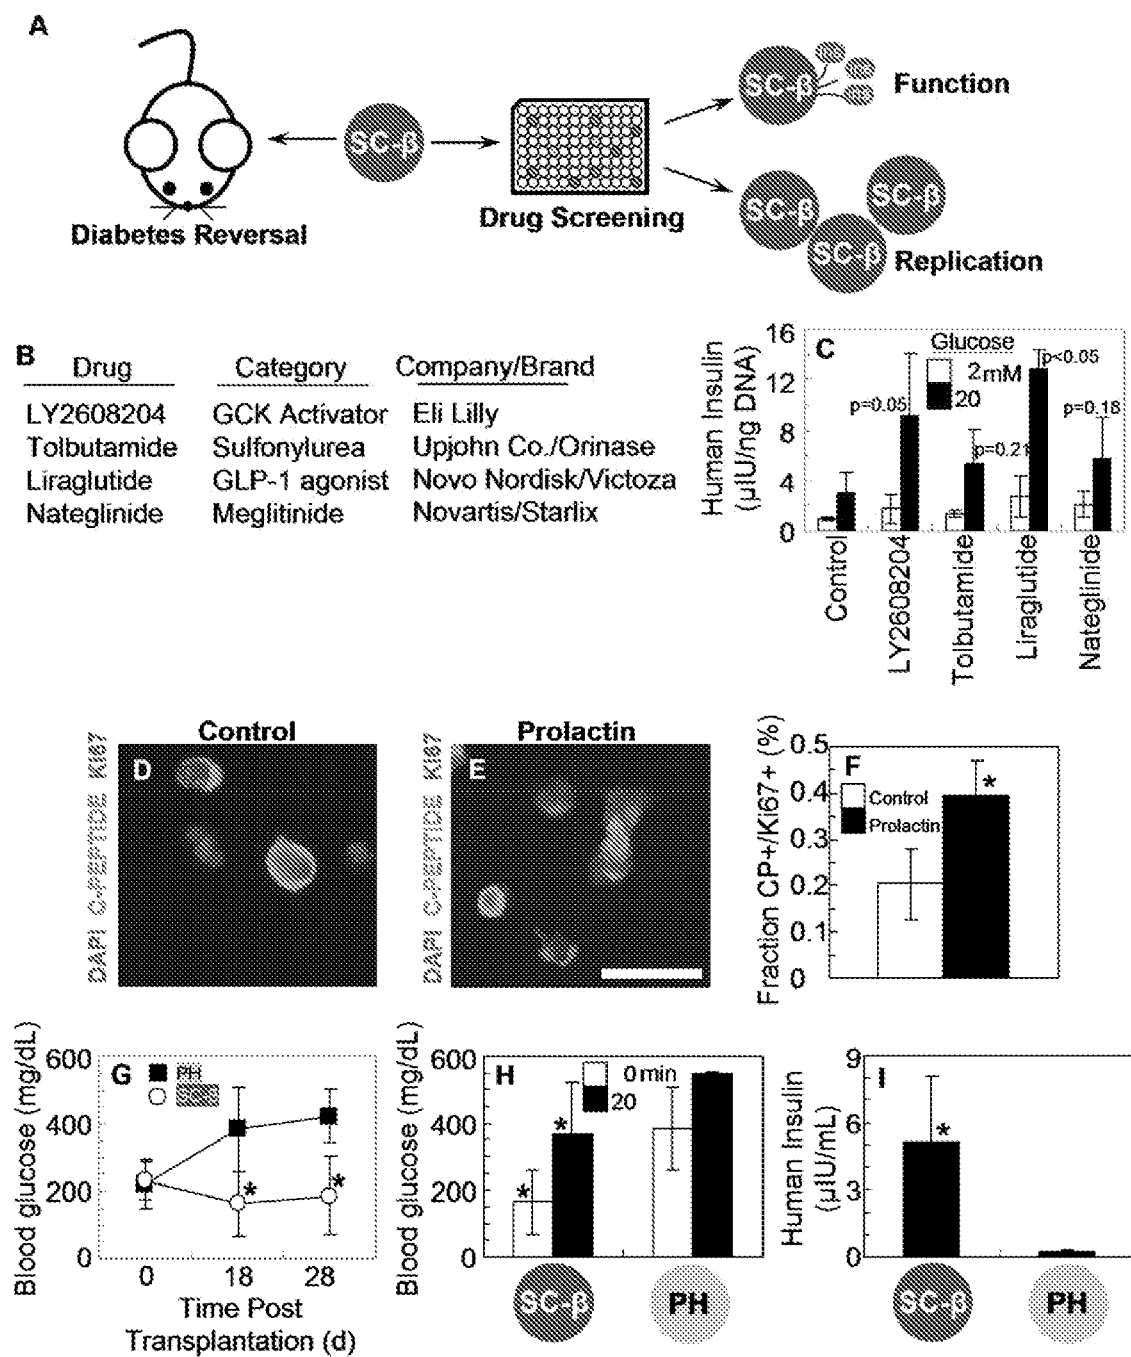 A
SC-β
SC-β
Function
Diabetes Reversal
Drug Screening
SC-β
SC-β
SC-β
Replication
B
Drug Category Company/Brand
LY2608204 GCK Activator Eli Lilly
Tolbutamide Sulfonylurea Upjohn Co./Orinase
Liraglutide GLP-1 agonist Novo Nordisk/Victoza
Nateglinide Meglitinide Novartis/Starlix
C
Human Insulin
(µIU/ng DNA)
16
12
8
4
0
Glucose
2 mM
20
p=0.05
p=0.21
p<0.05
p=0.18
Control
LY2608204
Tolbutamide
Liraglutide
Nateglinide
Control
DAPI C-PEPTIDE KI67
D
Prolactin
DAPI C-PEPTIDE KI67
E
F
Fraction CP+/Ki67+ (%)
0.5
0.4
0.3
0.2
0.1
0
Control
Prolactin
*
G
Blood glucose (mg/dL)
600
400
200
0
PH
*
*
0 18 28
Time Post
Transplantation (d)
H
Blood glucose (mg/dL)
600
400
200
0
0 min
20
*
*
SC-β PH
I
Human Insulin
(µIU/mL)
9
6
3
0
*
SC-β PH